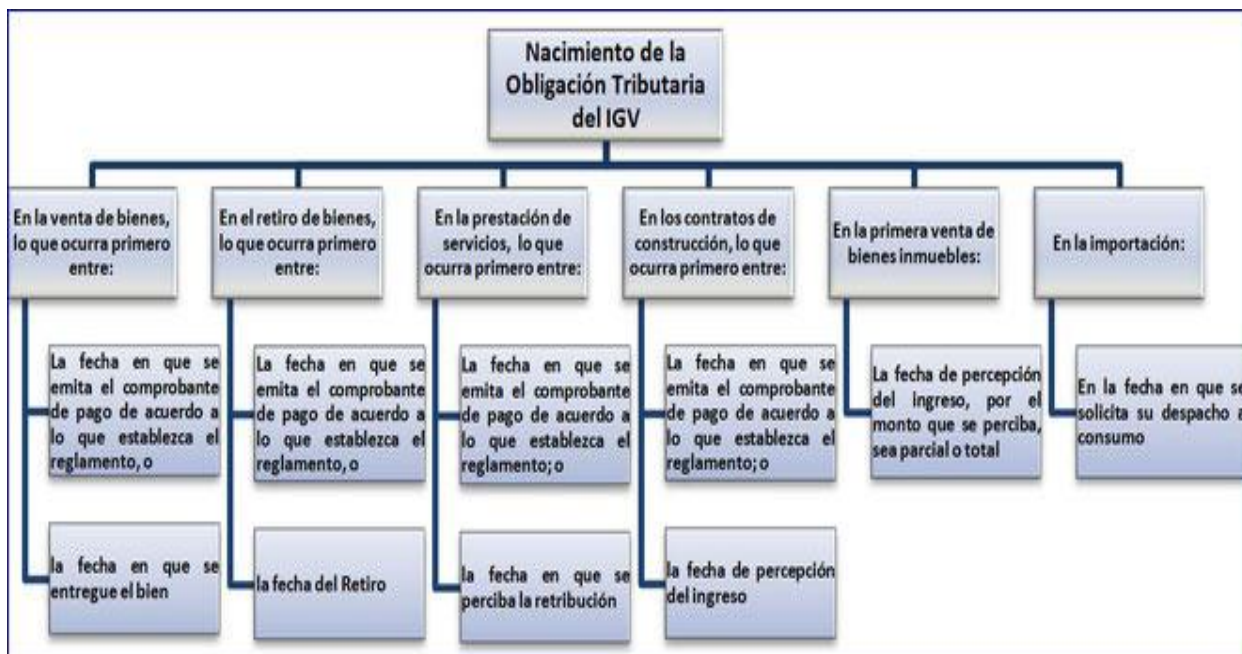 Nacimiento de la
Obligación Tributaria
del IGV
En la venta de bienes,
lo que ocurra primero
entre:
La fecha en que se
emita el comprobante
de pago de acuerdo a
lo que establezca el
reglamento, o
la fecha en que se
entregue el bien
En el retiro de bienes,
lo que ocurra primero
entre:
La fecha en que se
emita el comprobante
de pago de acuerdo a
lo que establezca el
reglamento, o
la fecha del Retiro
En la prestación de
servicios, lo que
ocurra primero entre:
La fecha en que se
emita el comprobante
de pago de acuerdo a
lo que establezca el
reglamento; o
la fecha en que se
perciba la retribución
En los contratos de
construcción, lo que
ocurra primero entre:
La fecha en que se
emita el comprobante
de pago de acuerdo a
lo que establezca el
reglamento; o
la fecha de percepción
del ingreso
En la primera venta de
bienes inmuebles:
La fecha de percepción
del ingreso, por el
monto que se perciba,
sea parcial o total
En la importación:
En la fecha en que se
solicita su despacho a
consumo